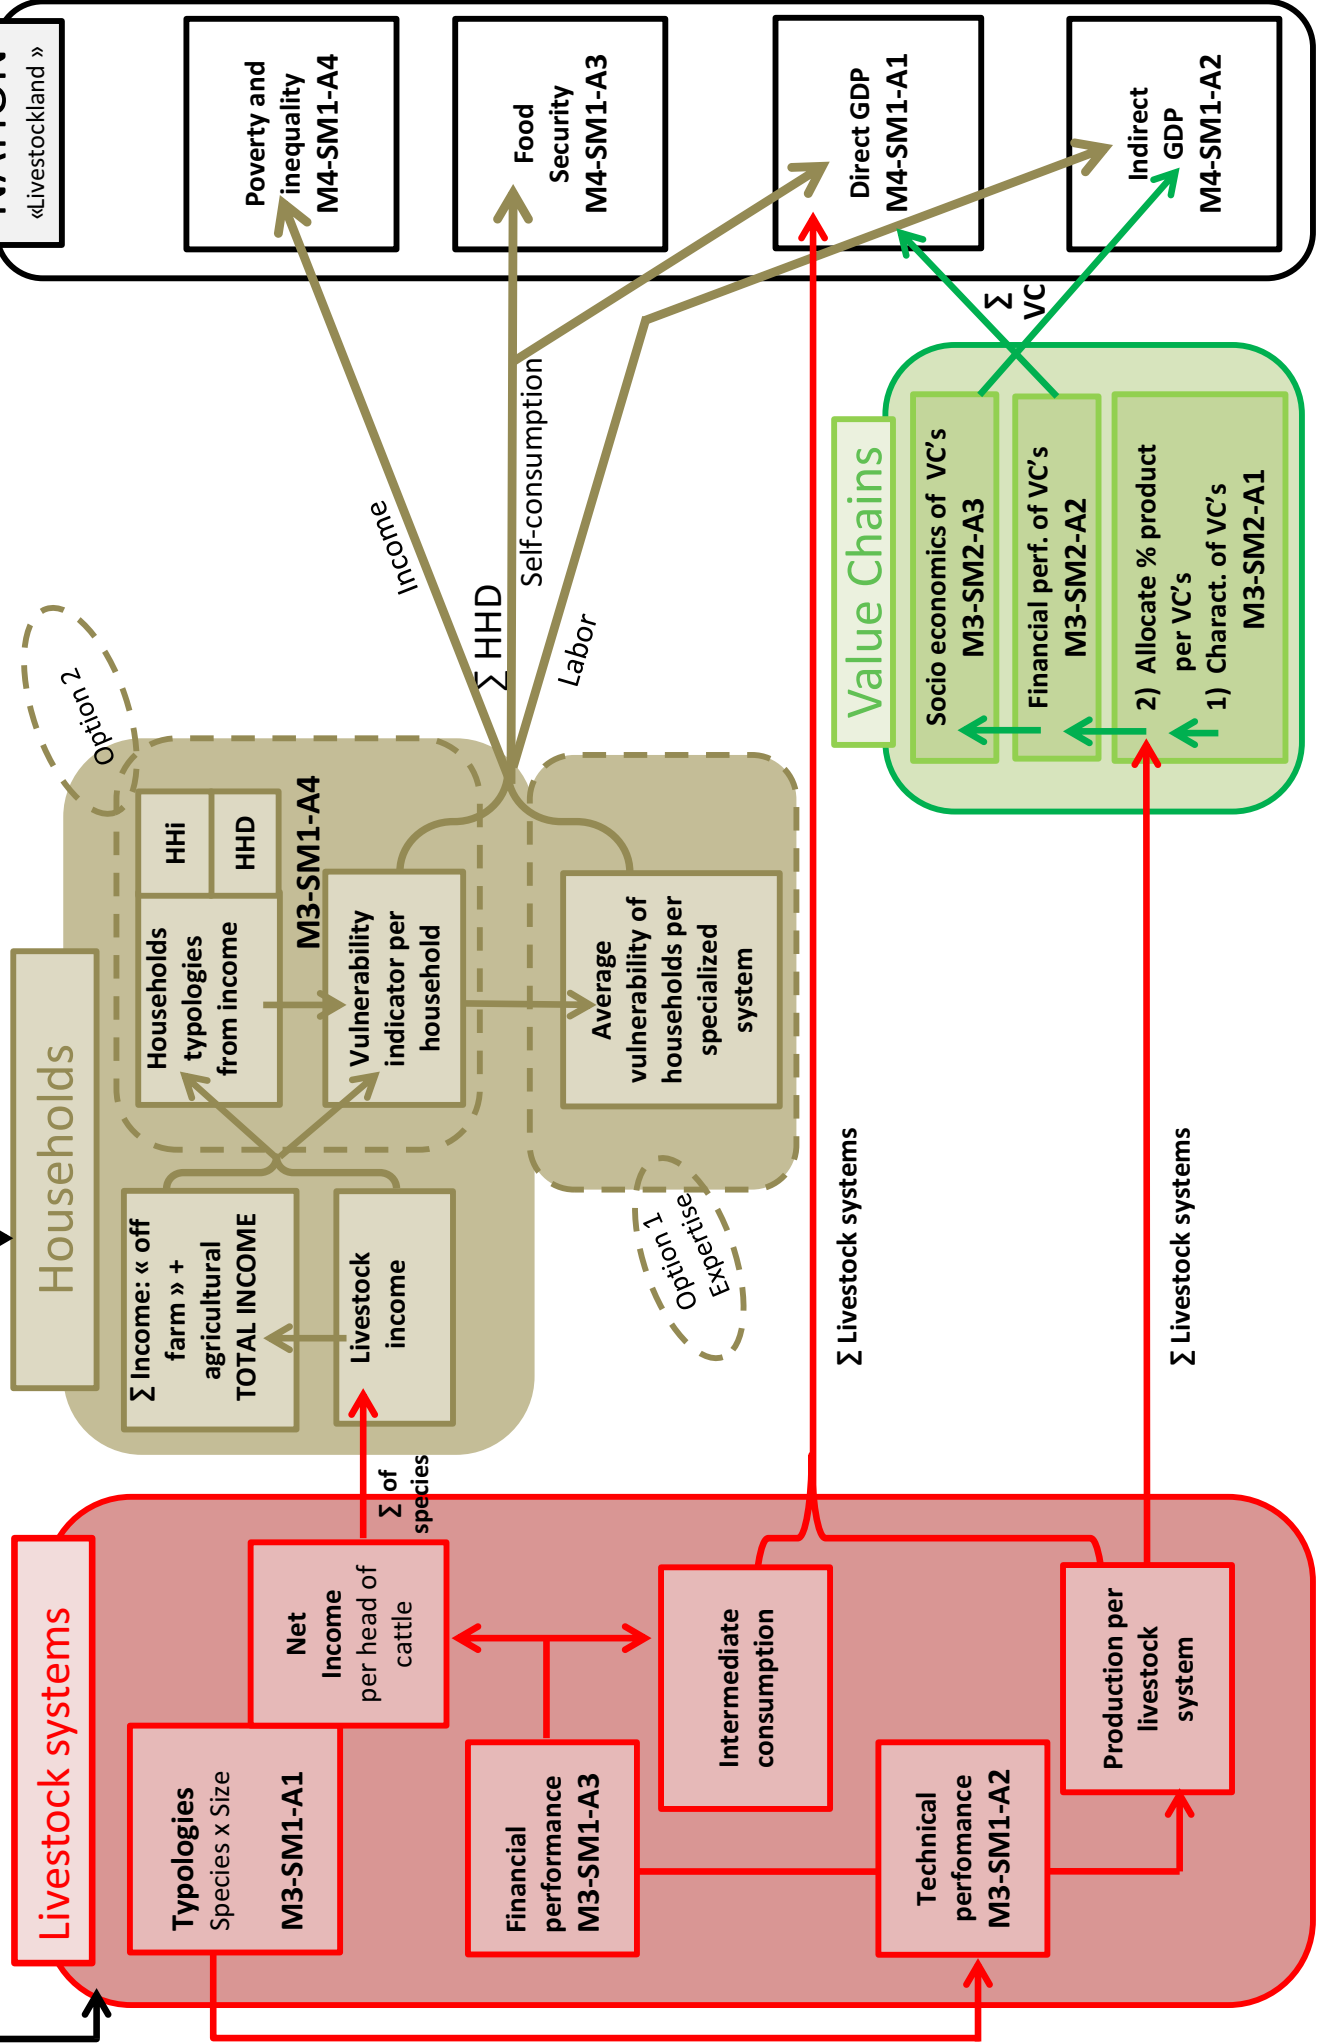 Livestock systems
Typologies
Species x Size
M3-SM1-A1
Net
Income
per head of
cattle
Financial
performance
M3-SM1-A3
Intermediate
consumption
Technical
perfomance
M3-SM1-A2
Production per
livestock
system
Σ of
species
Households
Σ Income: « off
farm » +
agricultural
TOTAL INCOME
Livestock
income
Households
typologies
from income
HHi
HHD
M3-SM1-A4
Vulnerability
indicator per
household
Average
vulnerability of
households per
specialized
system
Option 2
Option 1
Expertise
Σ Livestock systems
Σ Livestock systems
Income
Σ HHD
Self-consumption
Labor
Value Chains
Socio economics of VC's
M3-SM2-A3
Financial perf. of VC's
M3-SM2-A2
2) Allocate % product
per VC's
1) Charact. of VC's
M3-SM2-A1
Σ
VC
NATION
«Livestockland »
Poverty and
inequality
M4-SM1-A4
Food
Security
M4-SM1-A3
Direct GDP
M4-SM1-A1
Indirect
GDP
M4-SM1-A2